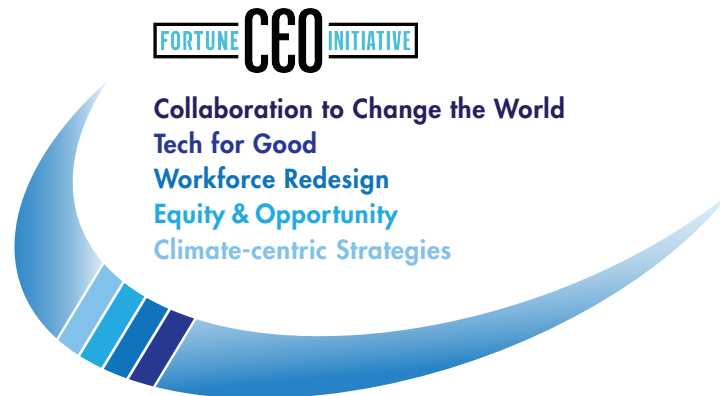 FORTUNE CEO INITIATIVE
Collaboration to Change the World
Tech for Good
Workforce Redesign
Equity & Opportunity
Climate-centric Strategies